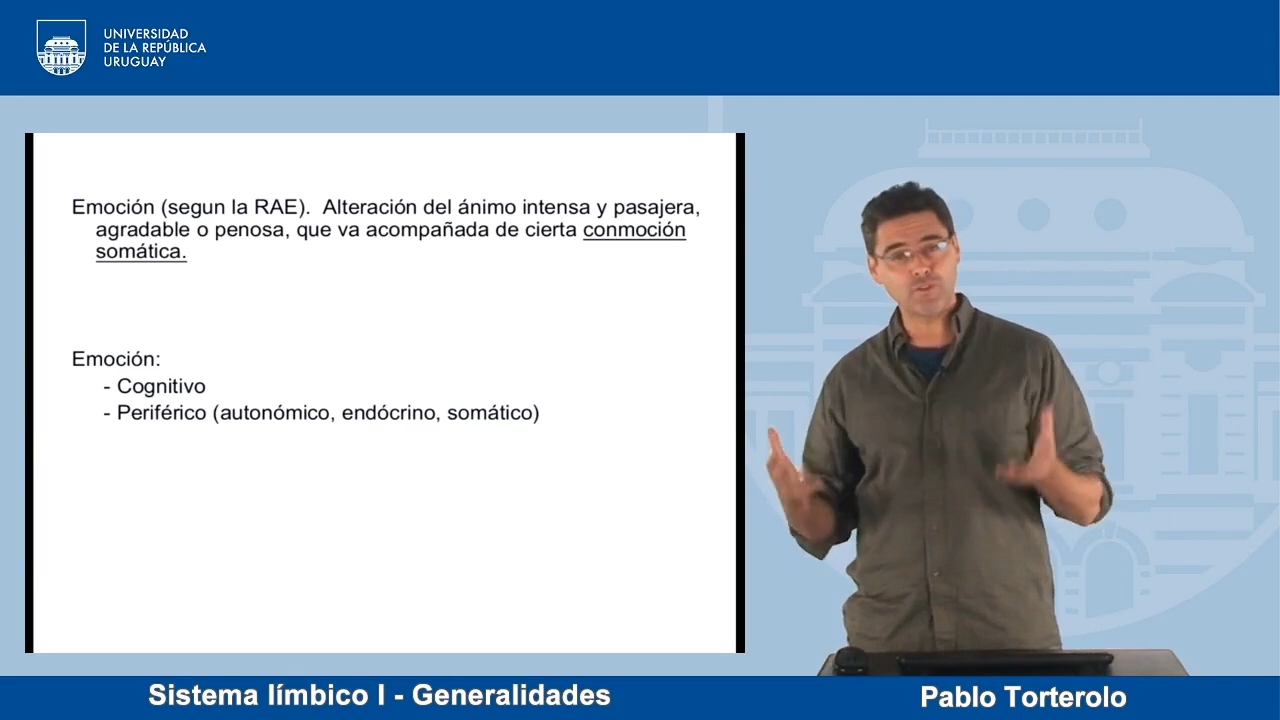 UNIVERSIDAD
DE LA REPÚBLICA
URUGUAY
Emoción (segun la RAE). Alteración del ánimo intensa y pasajera,
agradable o penosa, que va acompañada de cierta conmoción
somática.
Emoción:
- Cognitivo
- Periférico (autonómico, endócrino, somático)
Sistema límbico I - Generalidades
Pablo Torterolo